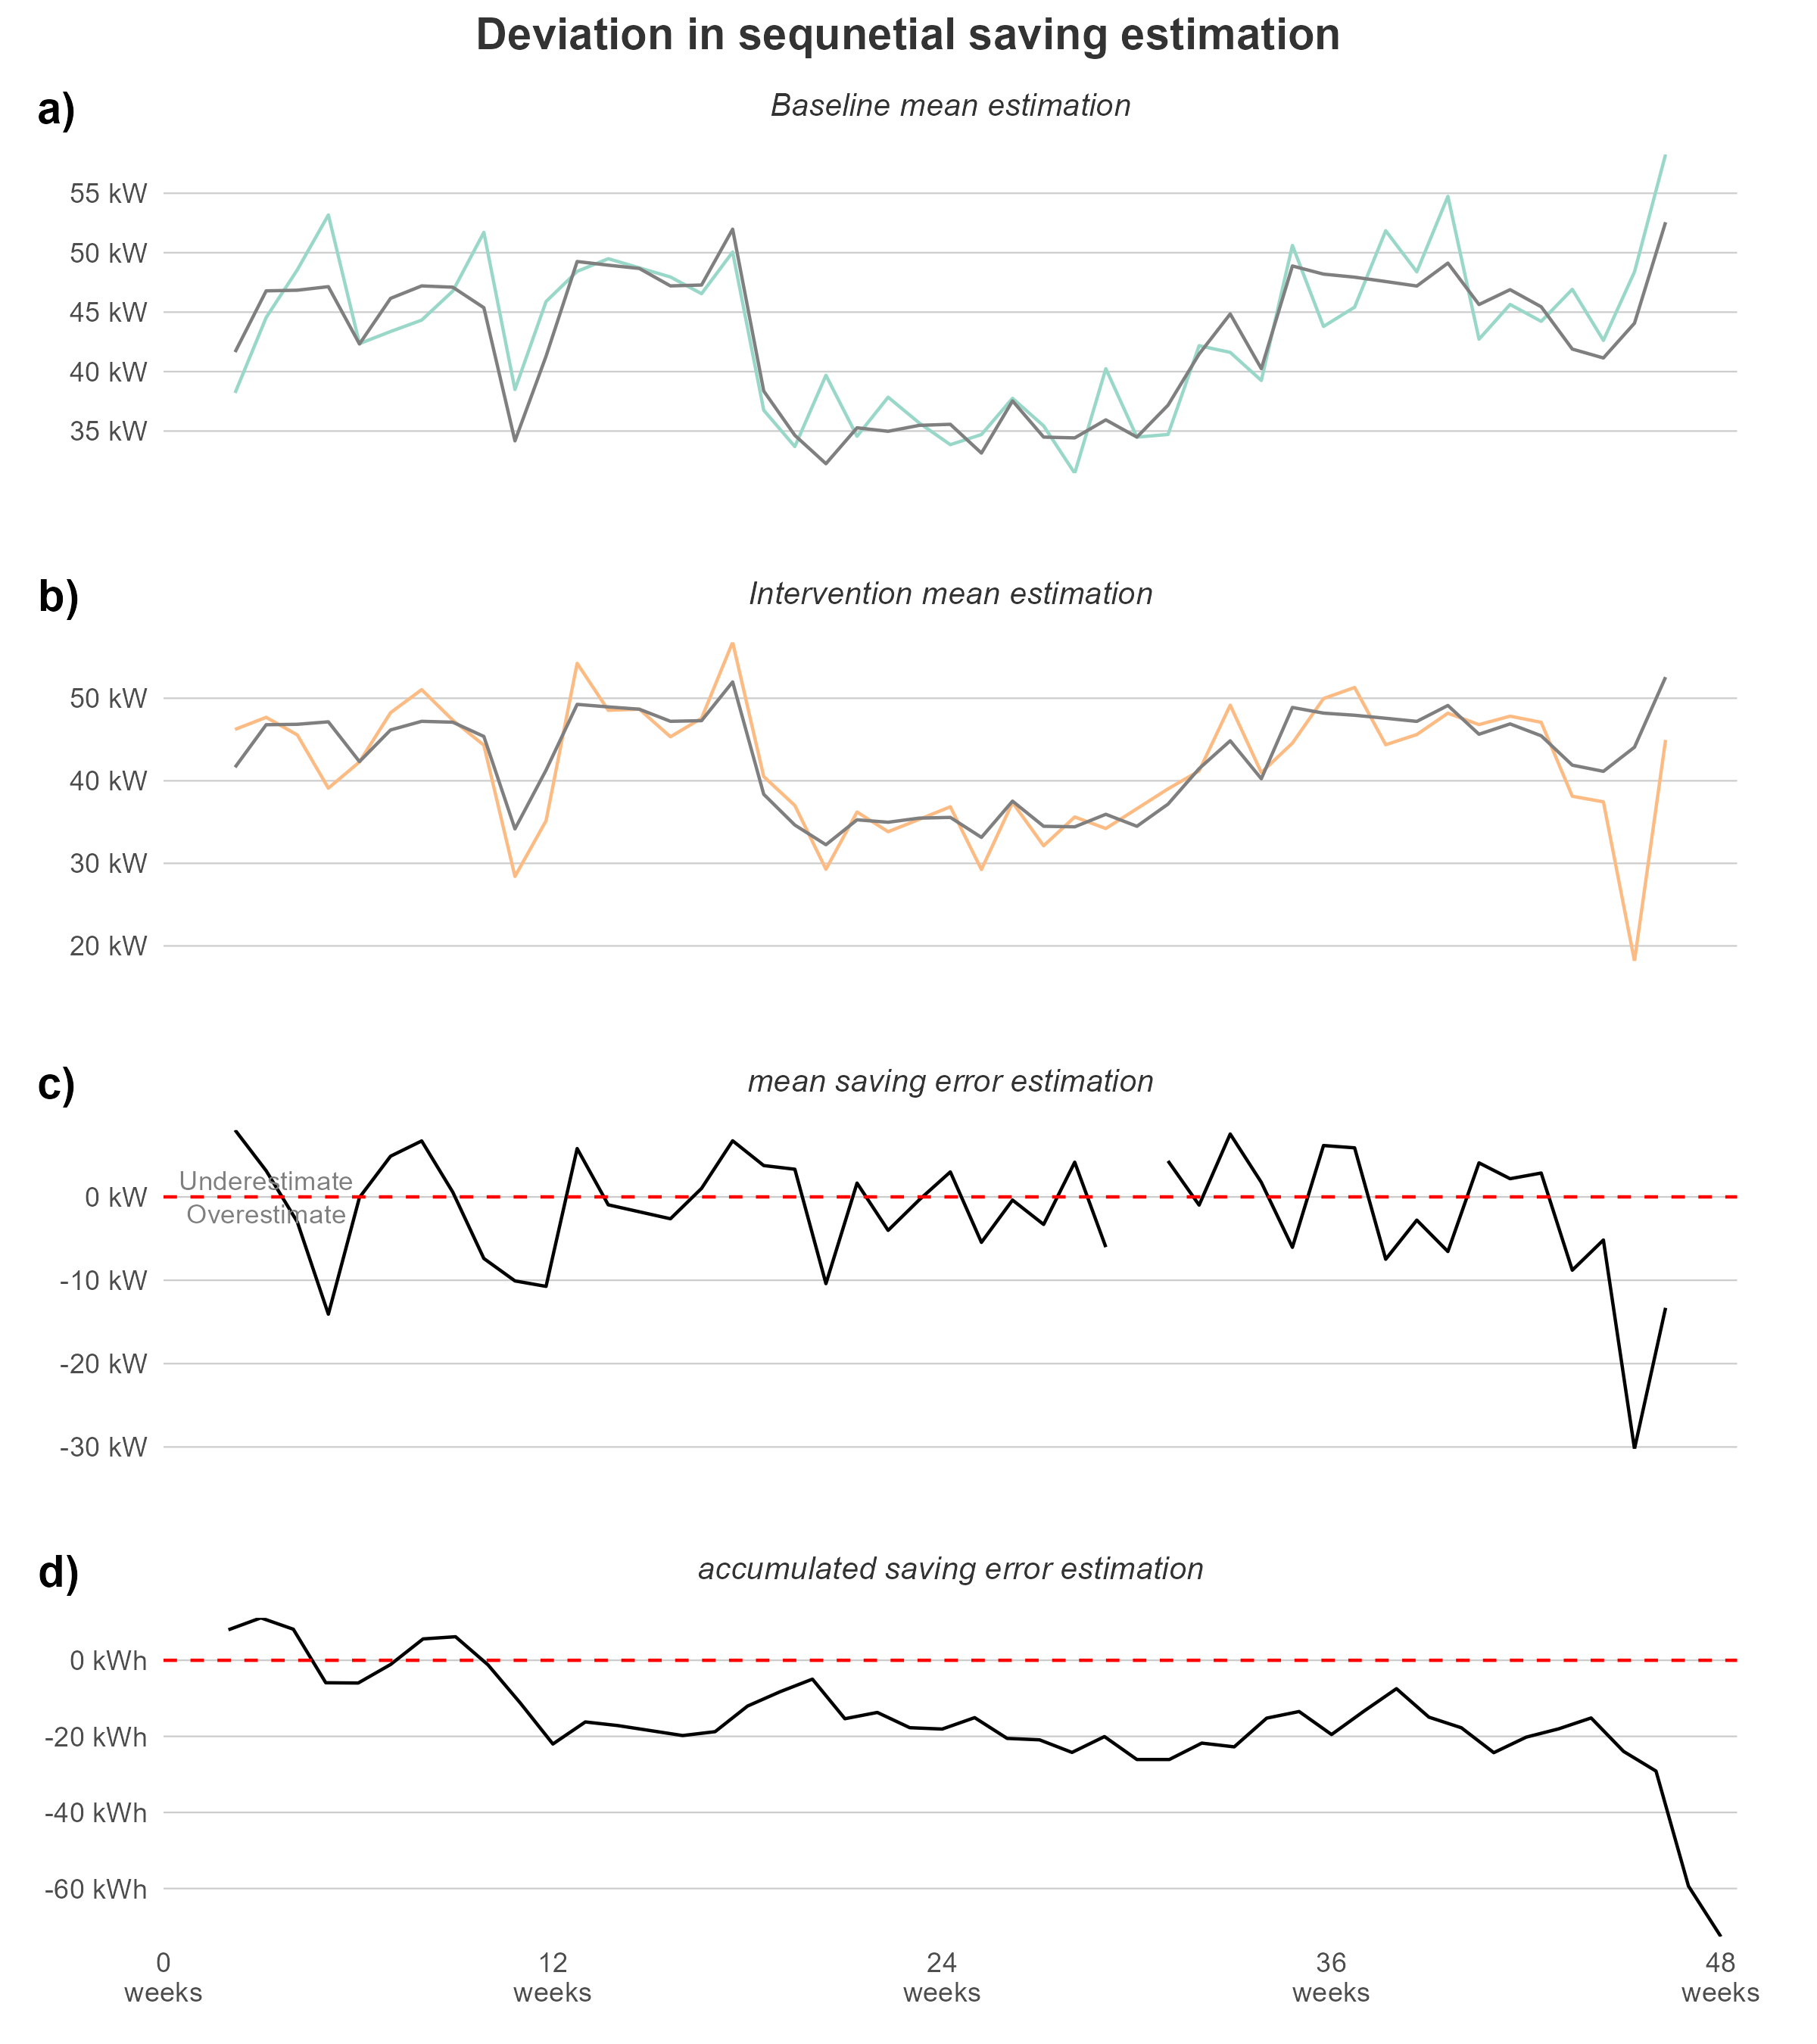 Deviation in sequnetial saving estimation
a)
Baseline mean estimation
55 kW
50 kW
45 kW
40 kW
35 kW
b)
Intervention mean estimation
50 kW
40 kW
30 kW
20 kW
c)
mean saving error estimation
Underestimate
0 kW
Overestimate
-10 kW
-20 kW
-30 kW
d)
accumulated saving error estimation
0 kWh
-20 kWh
-40 kWh
-60 kWh
0 12 24 36 48
weeks weeks weeks weeks weeks